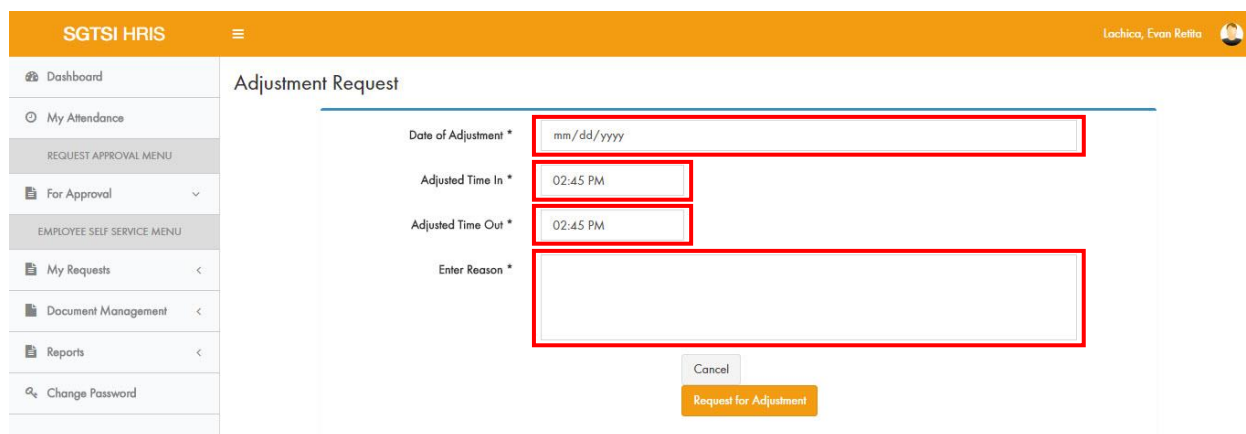 SGTSI HRIS
Lachica, Evan Retita
Dashboard
My Attendance
REQUEST APPROVAL MENU
For Approval
EMPLOYEE SELF SERVICE MENU
My Requests
Document Management
Reports
Change Password
Adjustment Request
Date of Adjustment * mm/dd/yyyy
Adjusted Time In * 02:45 PM
Adjusted Time Out * 02:45 PM
Enter Reason *
Cancel
Request for Adjustment